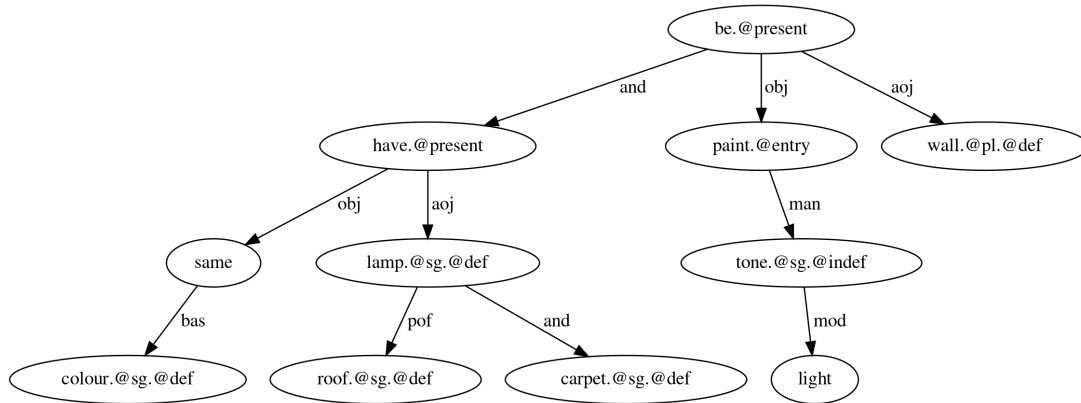 be.@present
and
obj
aoj
have.@present
paint.@entry
wall.@pl.@def
obj
aoj
man
same
lamp.@sg.@def
tone.@sg.@indef
bas
pof
and
mod
colour.@sg.@def
roof.@sg.@def
carpet.@sg.@def
light